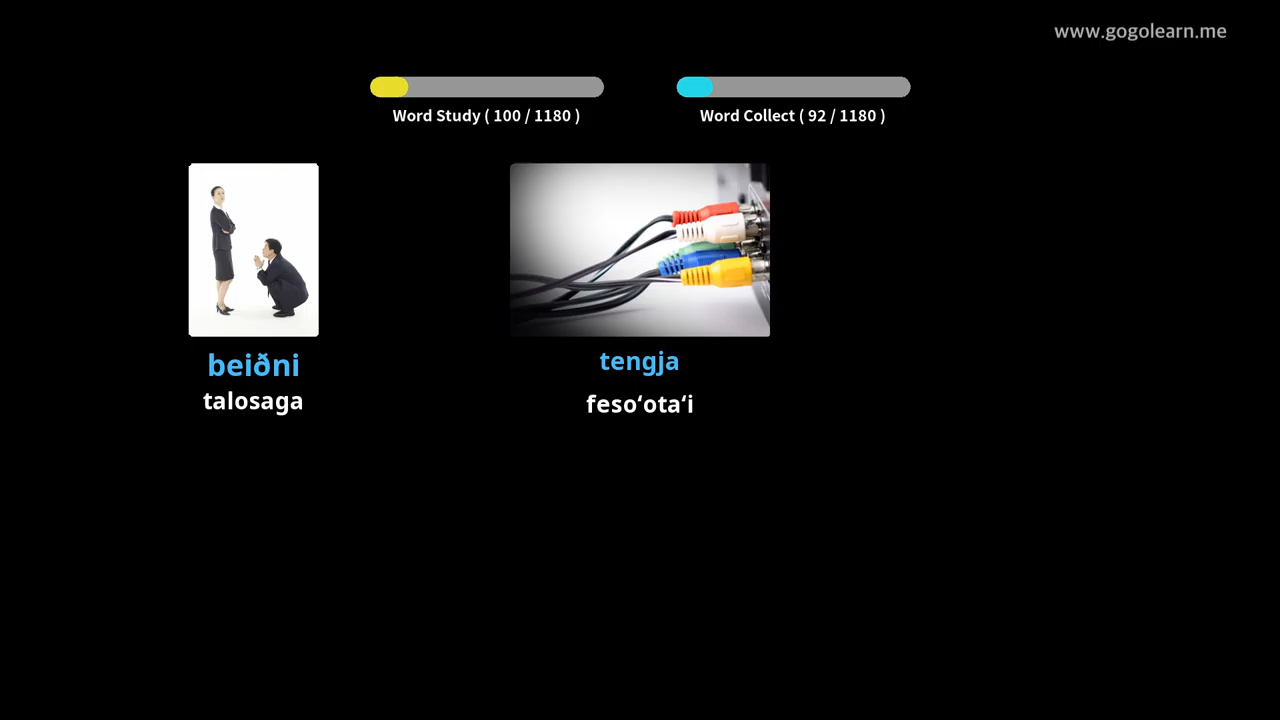 www.gogolearn.me
Word Study ( 100 / 1180 )
Word Collect ( 92 / 1180 )
beiðni
talosaga
tengja
fesoʻotaʻi